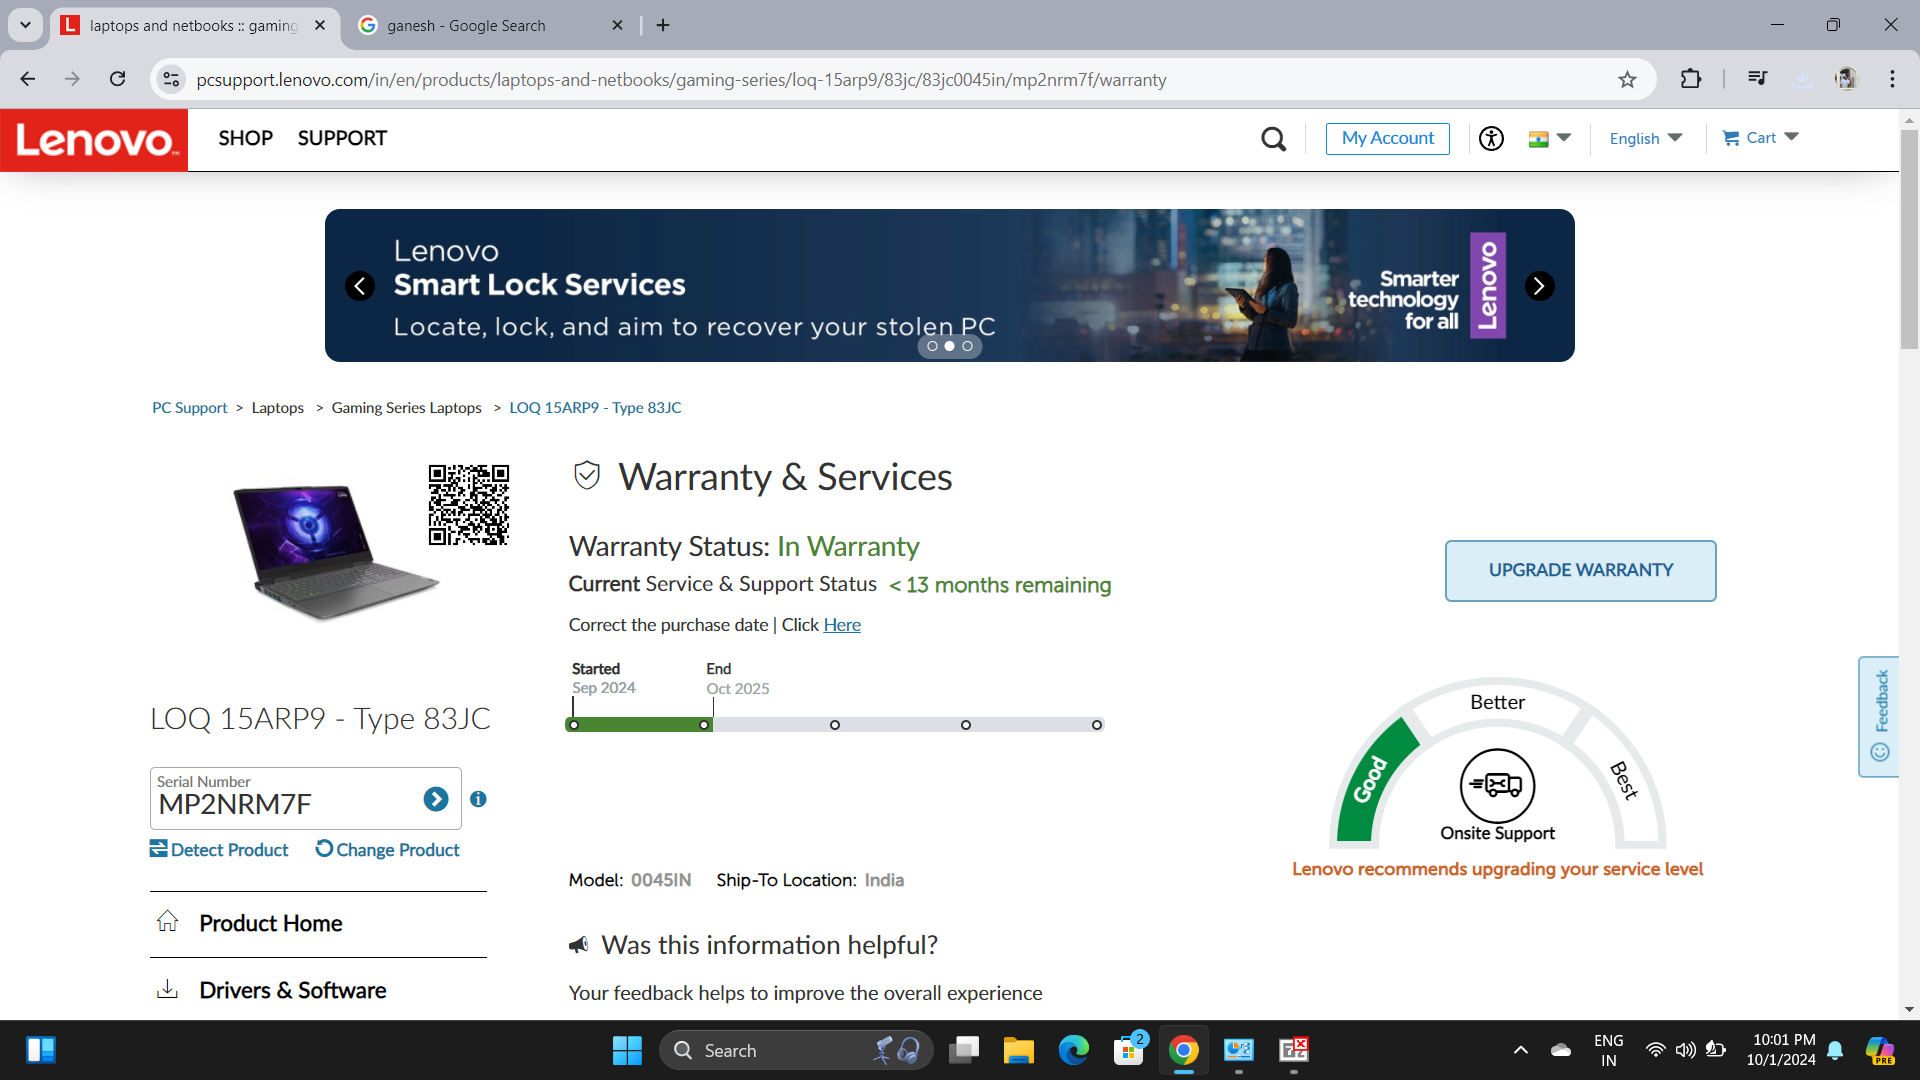 laptops and netbooks :: gaming
ganesh - Google Search
pcsupport.lenovo.com/in/en/products/laptops-and-netbooks/gaming-series/loq-15arp9/83jc/83jc0045in/mp2nrm7f/warranty
Lenovo
SHOP
SUPPORT
My Account
English
Cart
Lenovo
Smart Lock Services
Locate, lock, and aim to recover your stolen PC
Smarter
technology
for all
Lenovo
PC Support > Laptops > Gaming Series Laptops > LOQ 15ARP9 - Type 83JC
Warranty & Services
Warranty Status: In Warranty
Current Service & Support Status < 13 months remaining
Correct the purchase date | Click Here
Started
Sep 2024
End
Oct 2025
UPGRADE WARRANTY
Good
Better
Best
Onsite Support
Lenovo recommends upgrading your service level
Feedback
LOQ 15ARP9 - Type 83JC
Serial Number
MP2NRM7F
Detect Product
Change Product
Model: 0045IN
Ship-To Location: India
Product Home
Was this information helpful?
Drivers & Software
Your feedback helps to improve the overall experience
Search
2
ENG
IN
10:01 PM
10/1/2024
PRE